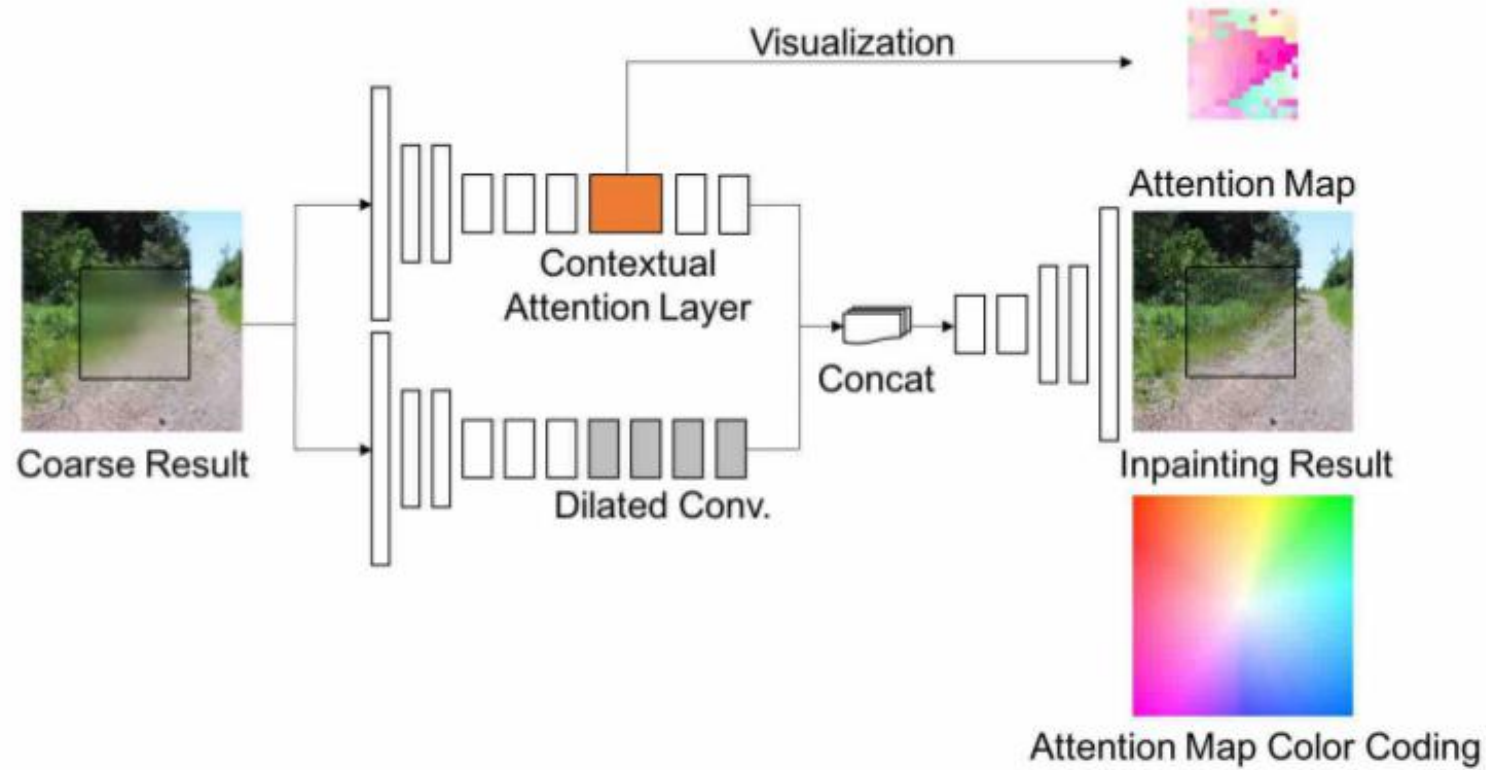 Visualization
Attention Map
Contextual
Attention Layer
Concat
Coarse Result
Inpainting Result
Dilated Conv.
Attention Map Color Coding